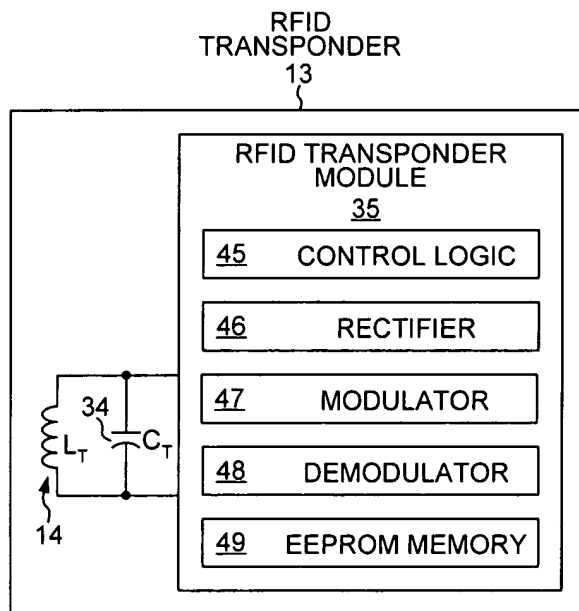 RFID
TRANSPONDER
13
RFID TRANSPONDER
MODULE
35
45 CONTROL LOGIC
46 RECTIFIER
47 MODULATOR
34
LT
CT
48 DEMODULATOR
14
49 EEPROM MEMORY